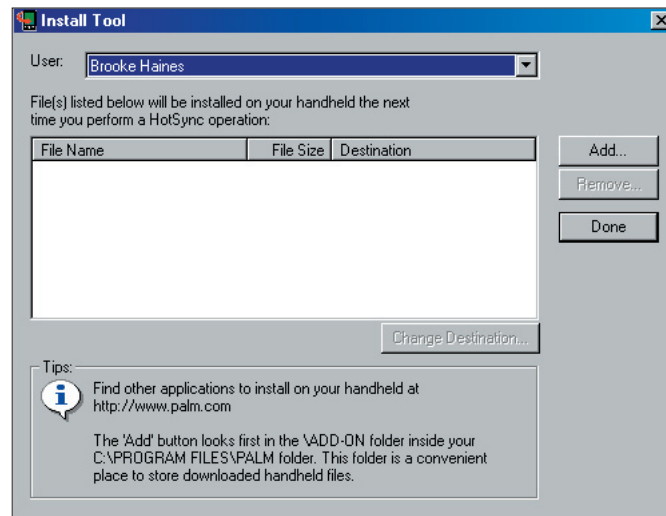 Install Tool
User: Brooke Haines
File(s) listed below will be installed on your handheld the next
time you perform a HotSync operation:
File Name File Size Destination
Add...
Remove...
Done
Change Destination...
Tips:
Find other applications to install on your handheld at
http://www.palm.com
The 'Add' button looks first in the \ADD-ON folder inside your
C:\PROGRAM FILES\PALM folder. This folder is a convenient
place to store downloaded handheld files.